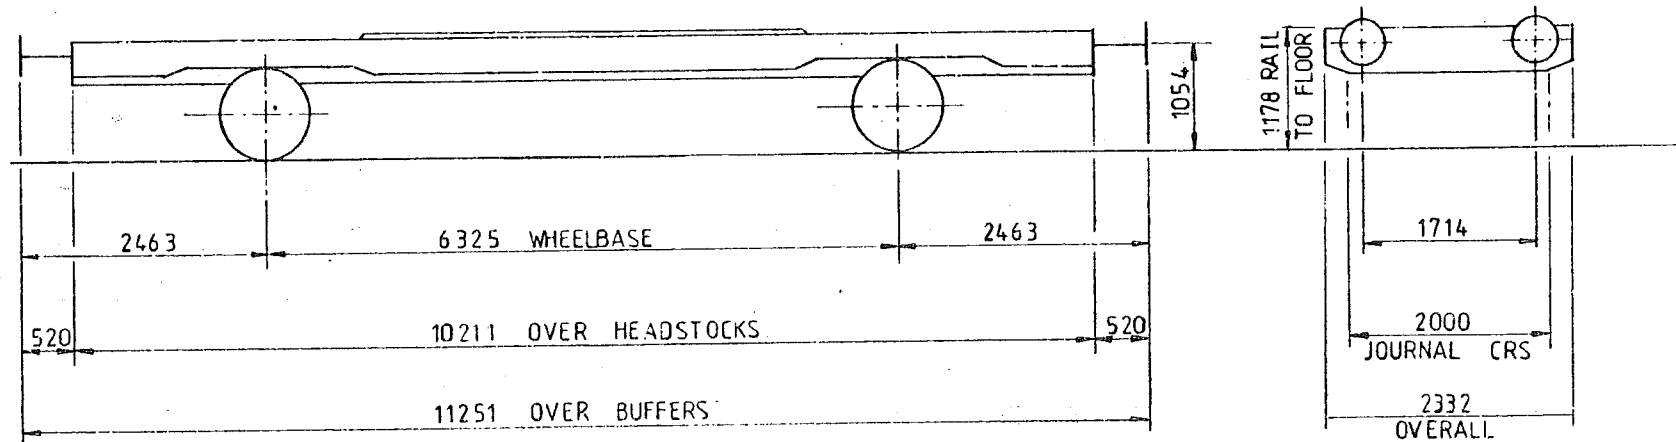 1054
1178 RAIL
TO FLOOR
2463
6325 WHEELBASE
2463
1714
520
10211 OVER HEADSTOCKS
520
2000
JOURNAL CRS
11251 OVER BUFFERS
2332
OVERALL